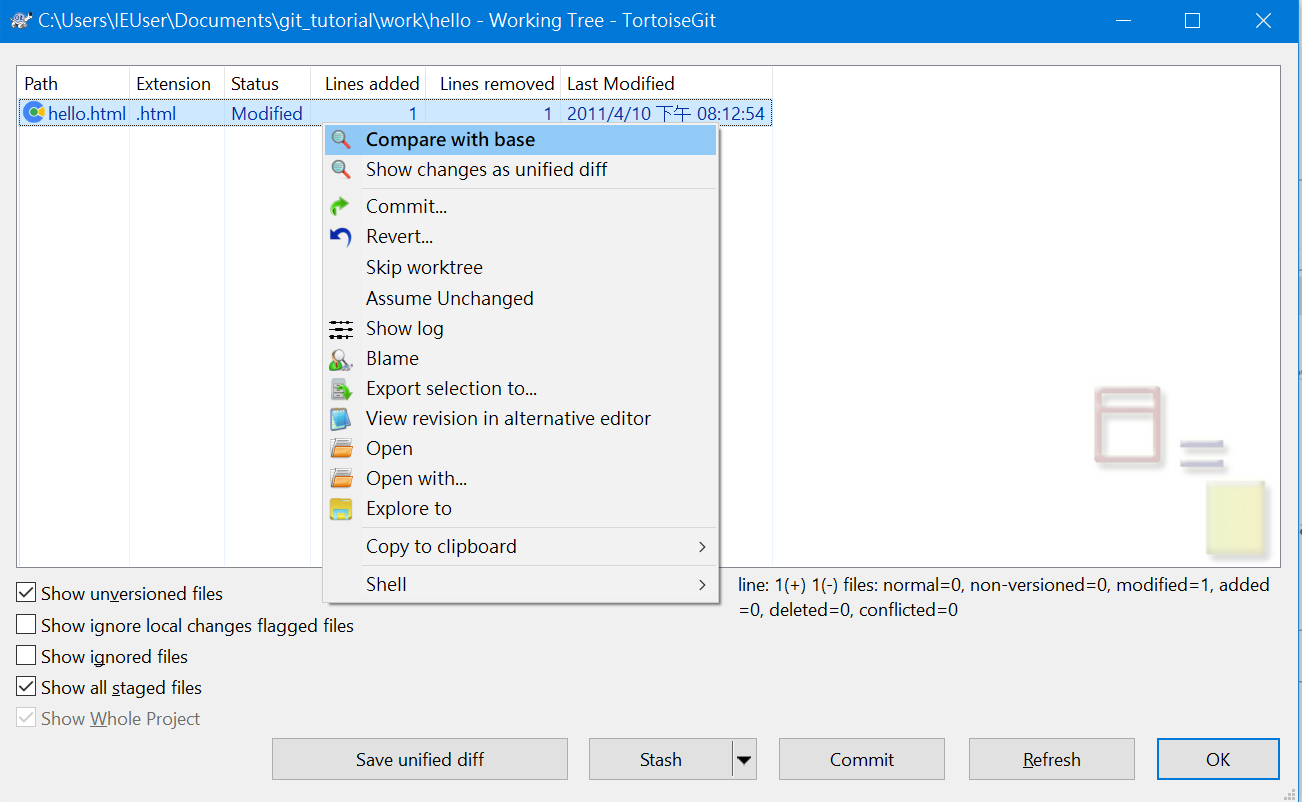 C:\Users\IEUser\Documents\git_tutorial\work\hello - Working Tree - TortoiseGit
Path Extension Status Lines added Lines removed Last Modified
hello.html .html Modified 1 1 2011/4/10 下午 08:12:54
Compare with base
Show changes as unified diff
Commit...
Revert...
Skip worktree
Assume Unchanged
Show log
Blame
Export selection to...
View revision in alternative editor
Open
Open with...
Explore to
Copy to clipboard
Shell
line: 1(+) 1(-) files: normal=0, non-versioned=0, modified=1, added
=0, deleted=0, conflicted=0
Show unversioned files
Show ignore local changes flagged files
Show ignored files
Show all staged files
Show Whole Project
Save unified diff Stash Commit Refresh OK